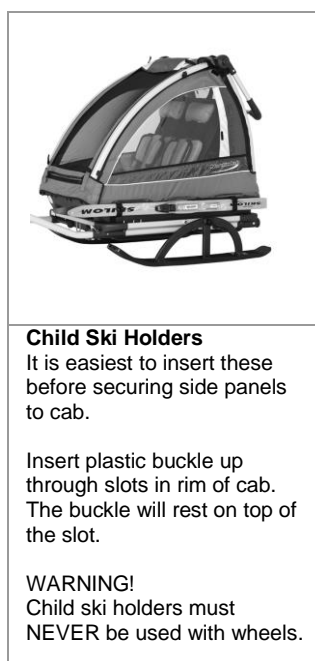 Child Ski Holders
It is easiest to insert these
before securing side panels
to cab.
Insert plastic buckle up
through slots in rim of cab.
The buckle will rest on top of
the slot.
WARNING!
Child ski holders must
NEVER be used with wheels.